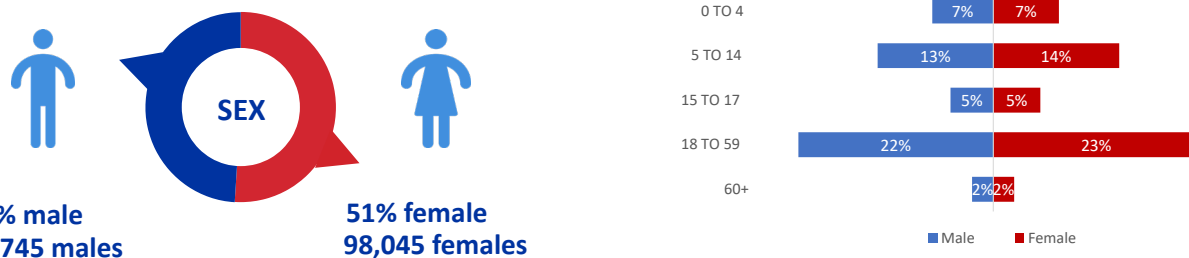 SEX
% male
745 males
51% female
98,045 females
0 TO 4
7% 7%
5 TO 14
13% 14%
15 TO 17
5% 5%
18 TO 59
22% 23%
60+
2% 2%
Male Female